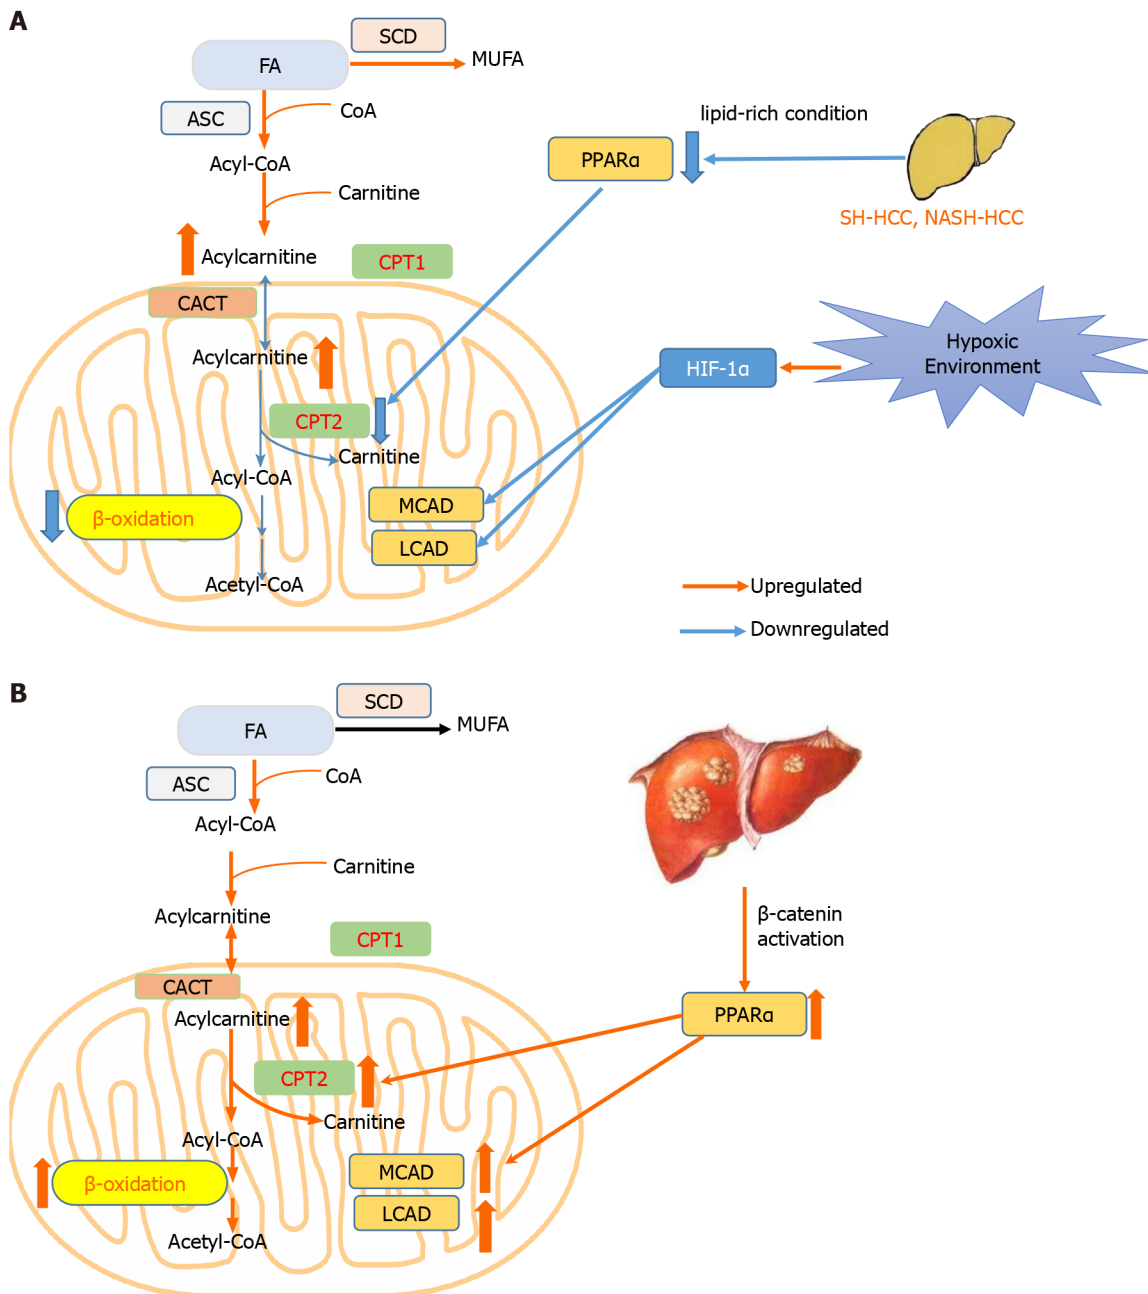 A
SCD
FA
MUFA
ASC
CoA
Acyl-CoA
Carnitine
Acylcarnitine
CPT1
CACT
Acylcarnitine
CPT2
Carnitine
Acyl-CoA
β-oxidation
MCAD
LCAD
Acetyl-CoA
lipid-rich condition
PPARα
SH-HCC, NASH-HCC
HIF-1α
Hypoxic
Environment
Upregulated
Downregulated
B
SCD
FA
MUFA
ASC
CoA
Acyl-CoA
Carnitine
Acylcarnitine
CPT1
CACT
Acylcarnitine
CPT2
Carnitine
Acyl-CoA
β-oxidation
MCAD
LCAD
Acetyl-CoA
β-catenin
activation
PPARα